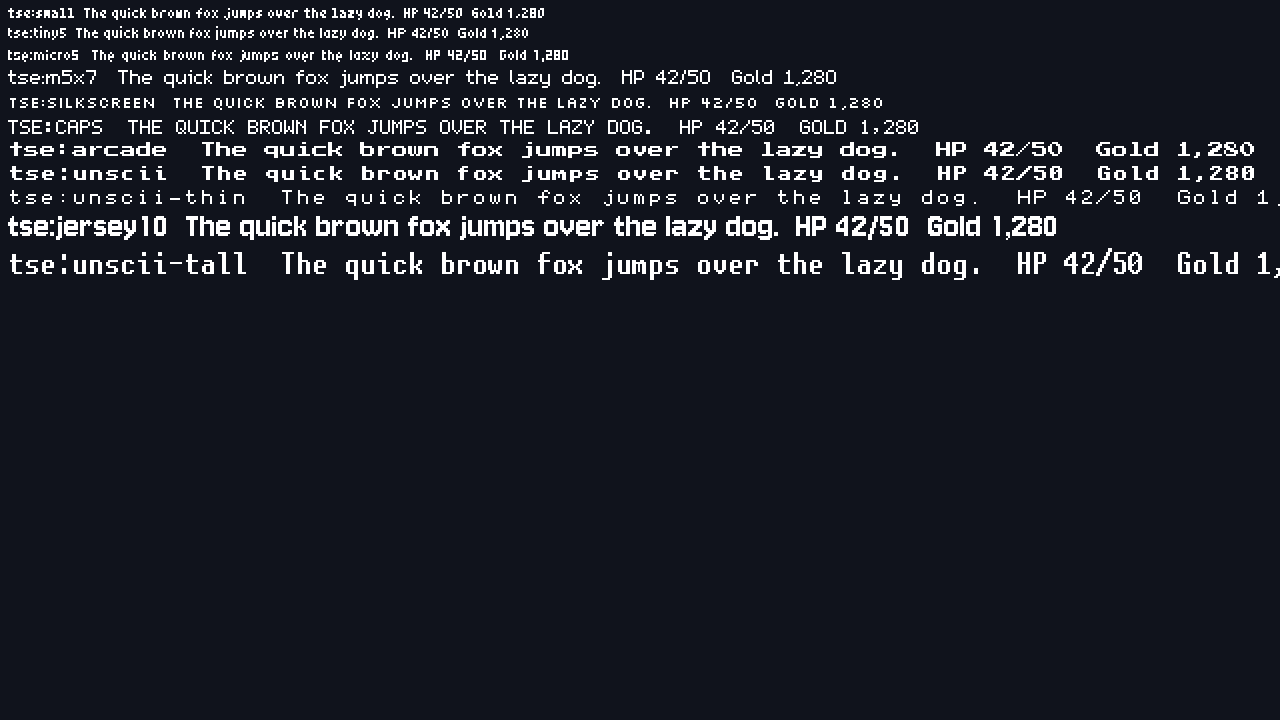 tse:small The quick brown fox jumps over the lazy dog. HP 42/50 Gold 1,280
tse:tiny5 The quick brown fox jumps over the lazy dog. HP 42/50 Gold 1,280
tse:micro5 The quick brown fox jumps over the lazy dog. HP 42/50 Gold 1,280
tse:m5x7 The quick brown fox jumps over the lazy dog. HP 42/50 Gold 1,280
TSE:SILKSCREEN THE QUICK BROWN FOX JUMPS OVER THE LAZY DOG. HP 42/50 GOLD 1,280
TSE:CAPS THE QUICK BROWN FOX JUMPS OVER THE LAZY DOG. HP 42/50 GOLD 1,280
tse:arcade The quick brown fox jumps over the lazy dog. HP 42/50 Gold 1,280
tse:unscii The quick brown fox jumps over the lazy dog. HP 42/50 Gold 1,280
tse:unscii-thin The quick brown fox jumps over the lazy dog. HP 42/50 Gold 1,
tse:jersey10 The quick brown fox jumps over the lazy dog. HP 42/50 Gold 1,280
tse:unscii-tall The quick brown fox jumps over the lazy dog. HP 42/50 Gold 1,